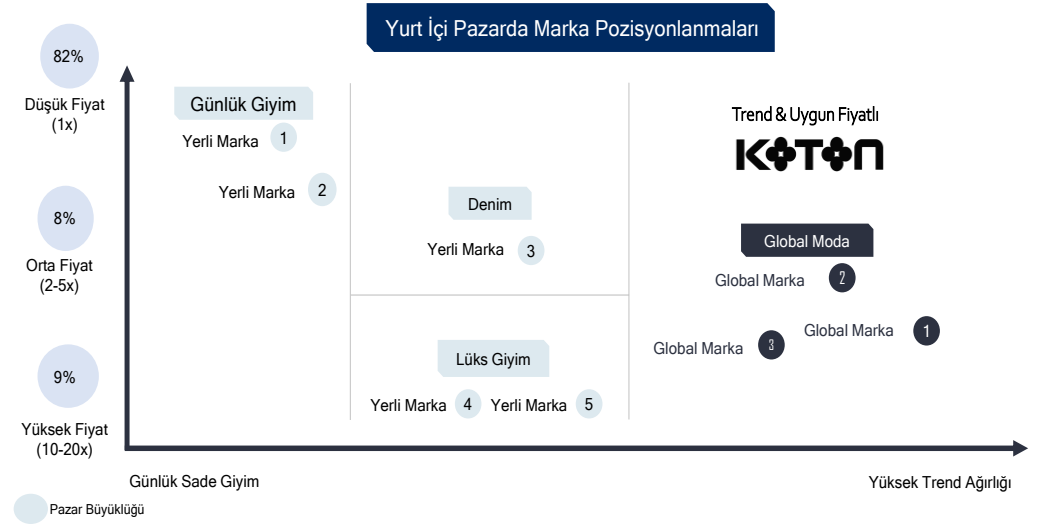 Yurt İçi Pazarda Marka Pozisyonlanmaları
82%
Düşük Fiyat
(1x)
8%
Orta Fiyat
(2-5x)
9%
Yüksek Fiyat
(10-20x)
Günlük Giyim
Yerli Marka 1
Yerli Marka 2
Denim
Yerli Marka 3
Lüks Giyim
Yerli Marka 4 Yerli Marka 5
Trend & Uygun Fiyatlı
KOTON
Global Moda
Global Marka 2
Global Marka 1
Global Marka 3
Günlük Sade Giyim
Yüksek Trend Ağırlığı
Pazar Büyüklüğü